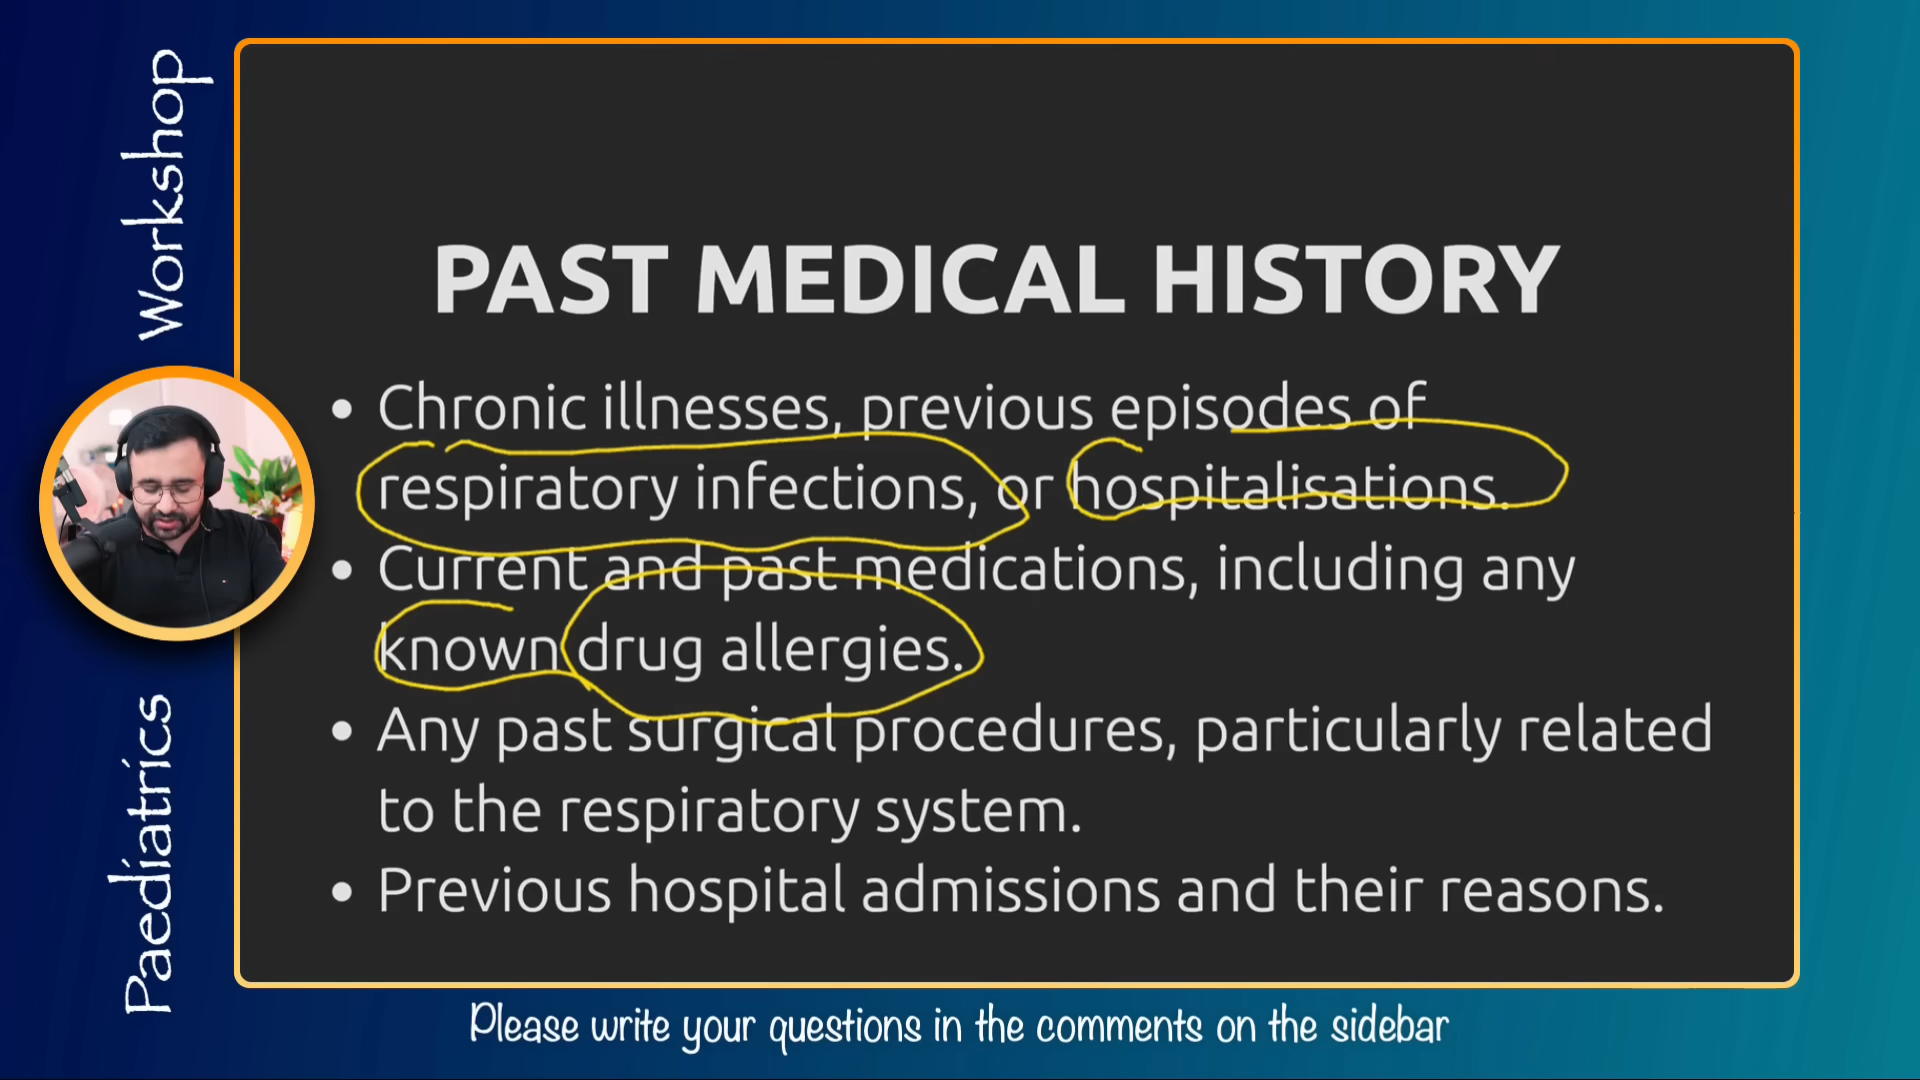 Paediatrics Workshop
PAST MEDICAL HISTORY
• Chronic illnesses, previous episodes of
respiratory infections, or hospitalisations.
• Current and past medications, including any
known drug allergies.
• Any past surgical procedures, particularly related
to the respiratory system.
• Previous hospital admissions and their reasons.
Please write your questions in the comments on the sidebar